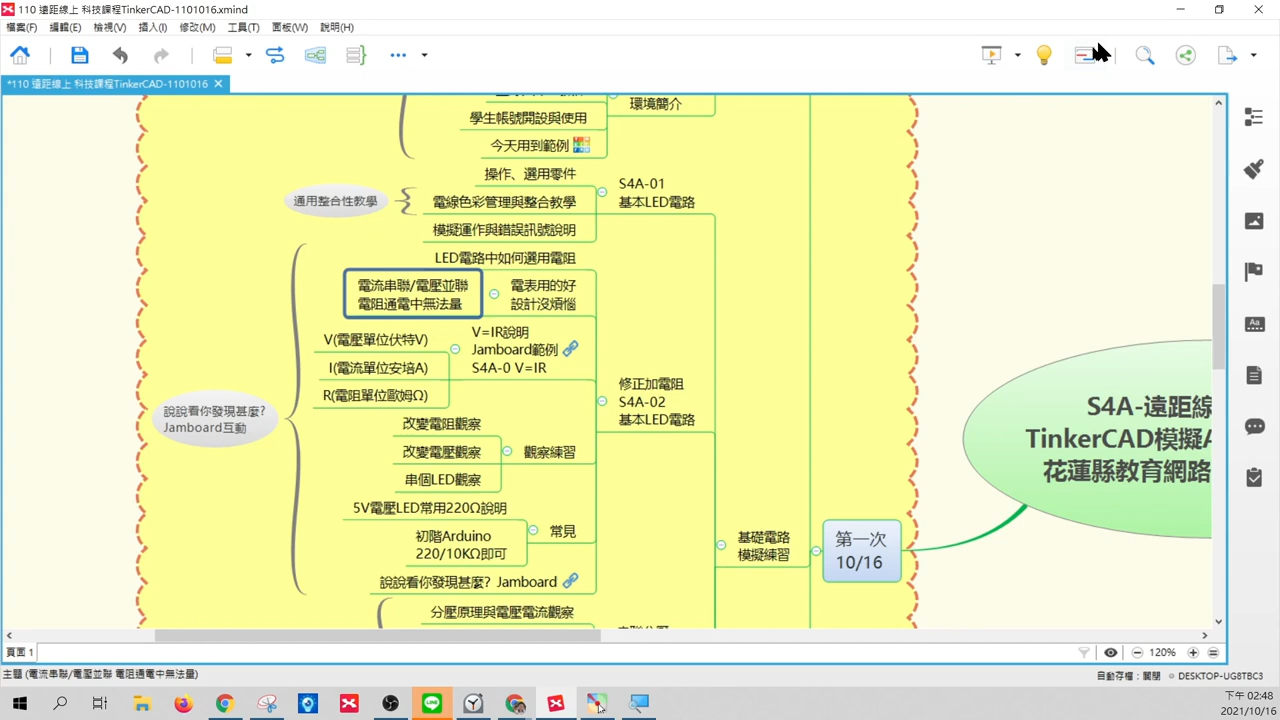 110 遠距線上 科技課程TinkerCAD-1101016.xmind
檔案(F) 編輯(E) 檢視(V) 插入(I) 修改(M) 工具(T) 面板(W) 說明(H)
*110 遠距線上 科技課程TinkerCAD-1101016
環境簡介
學生帳號開設與使用
今天用到範例
操作、選用零件
S4A-01
基本LED電路
通用整合性教學
電線色彩管理與整合教學
模擬運作與錯誤訊號說明
LED電路中如何選用電阻
電流串聯/電壓並聯
電阻通電中無法量
電表用的好
設計沒煩惱
V(電壓單位伏特V)
I(電流單位安培A)
R(電阻單位歐姆Ω)
V=IR說明
Jamboard範例
S4A-0 V=IR
修正加電阻
S4A-02
基本LED電路
說說看你發現甚麼?
Jamboard互動
改變電阻觀察
改變電壓觀察
串個LED觀察
觀察練習
5V電壓LED常用220Ω說明
初階Arduino
220/10KΩ即可
常見
說說看你發現甚麼? Jamboard
分壓原理與電壓電流觀察
基礎電路
模擬練習
第一次
10/16
S4A-遠距線
TinkerCAD模擬A
花蓮縣教育網路
頁面 1
120%
主題 (電流串聯/電壓並聯 電阻通電中無法量)
自動存檔：關閉
DESKTOP-UG8TBC3
下午 02:48
2021/10/16